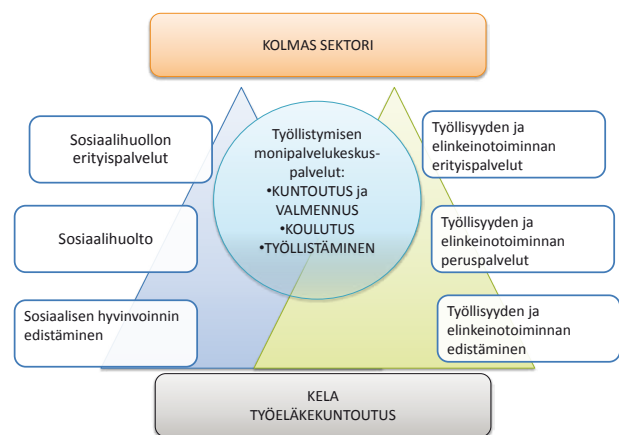 KOLMAS SEKTORI
Sosiaalihuollon
erityispalvelut
Sosiaalihuolto
Sosiaalisen hyvinvoinnin
edistäminen
Työllistymisen
monipalvelukeskus-
palvelut:
•KUNTOUTUS ja
VALMENNUS
•KOULUTUS
•TYÖLLISTÄMINEN
Työllisyyden ja
elinkeinotoiminnan
erityispalvelut
Työllisyyden ja
elinkeinotoiminnan
peruspalvelut
Työllisyyden ja
elinkeinotoiminnan
edistäminen
KELA
TYÖELÄKEKUNTOUTUS